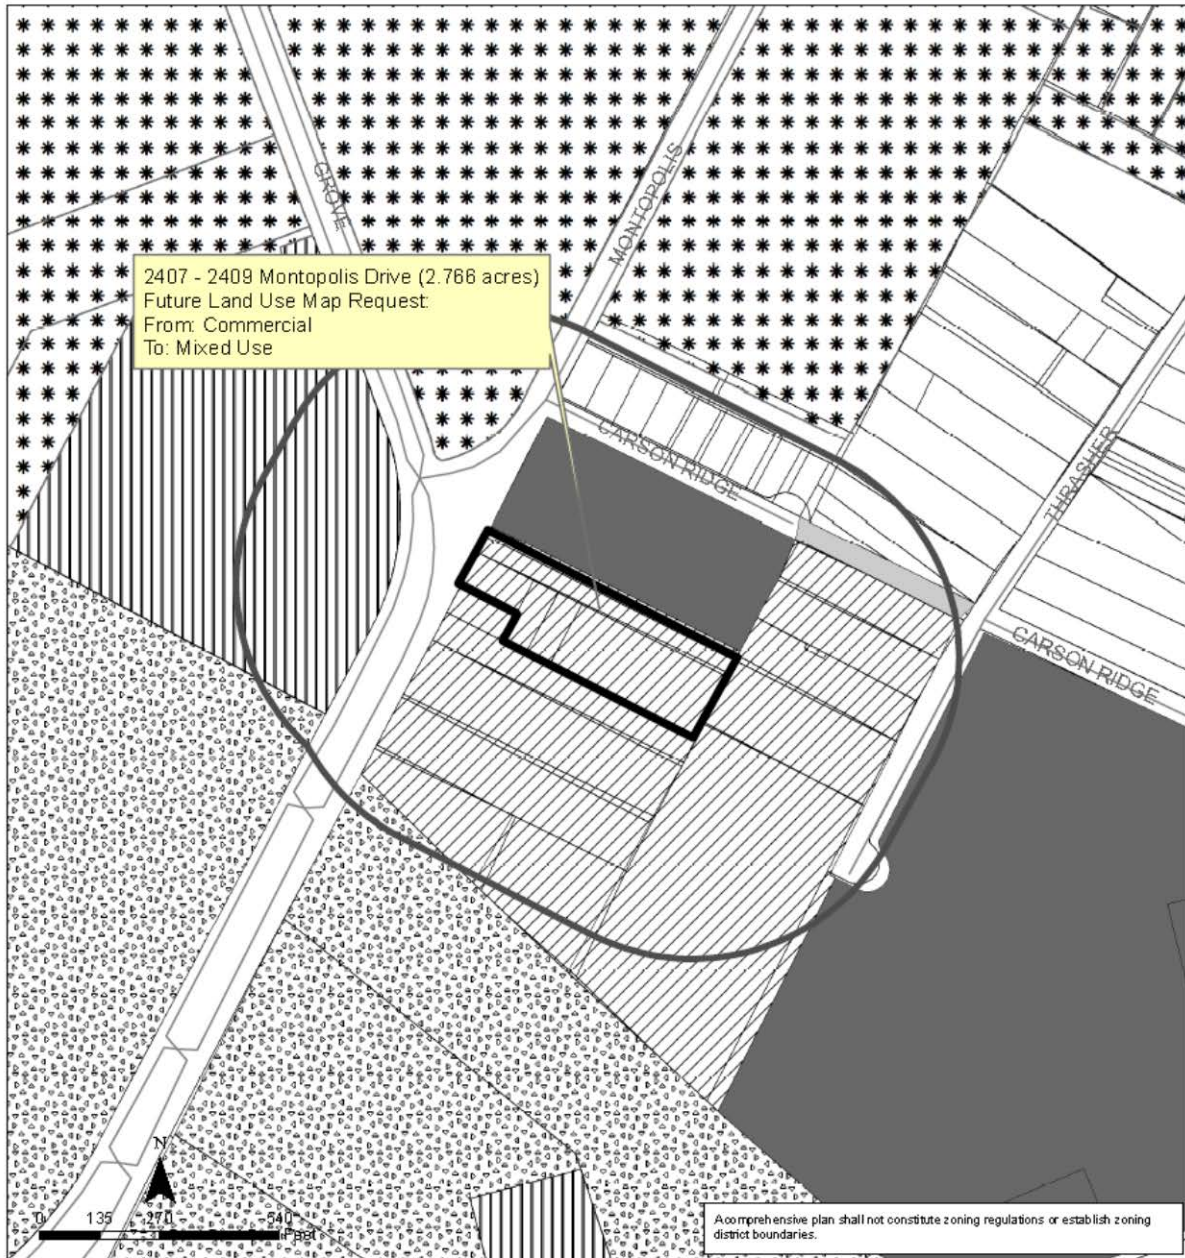 GROVE
MONTOPOLIS
2407 - 2409 Montopolis Drive (2.766 acres)
Future Land Use Map Request:
From: Commercial
To: Mixed Use
CARSON RIDGE
THRASHER
CARSON RIDGE
N
0 135 270 540
Feet
Acomprehensive plan shall not constitute zoning regulations or establish zoning
district boundaries.